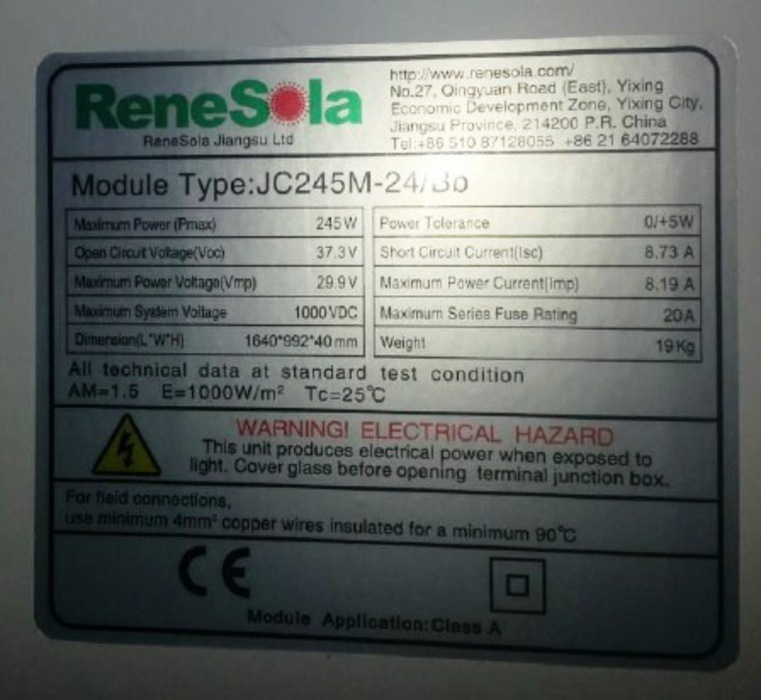 ReneSola
ReneSola Jiangsu Ltd
http://www.renesola.com/
No.27, Qingyuan Road (East), Yixing
Economic Development Zone, Yixing City,
Jiangsu Province, 214200 P.R. China
Tel:+86 510 87128055 +86 21 64072288
Module Type:JC245M-24/Bb
Maximum Power (Pmax) 245W
Power Tolerance 0/+5W
Open Circuit Voltage(Voc) 37.3V
Short Circuit Current(Isc) 8.73 A
Maximum Power Voltage(Vmp) 29.9V
Maximum Power Current(Imp) 8.19 A
Maximum System Voltage 1000VDC
Maximum Series Fuse Rating 20A
Dimension(L*W*H) 1640*992*40mm
Weight 19Kg
All technical data at standard test condition
AM=1.5 E=1000W/m² Tc=25℃
WARNING! ELECTRICAL HAZARD
This unit produces electrical power when exposed to
light. Cover glass before opening terminal junction box.
For field connections,
use minimum 4mm² copper wires insulated for a minimum 90℃
CE
Module Application:Class A